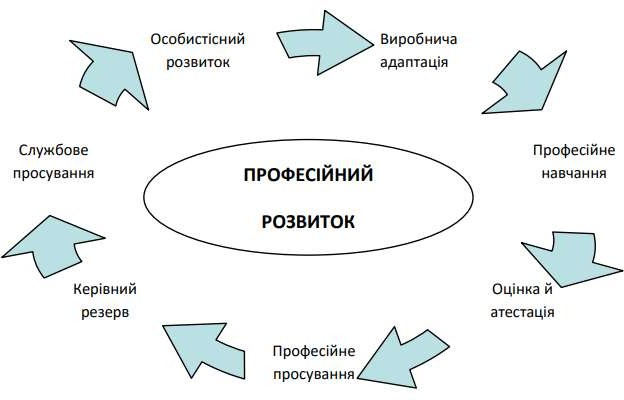 Особистісний
розвиток
Виробнича
адаптація
Службове
просування
Професійне
навчання
ПРОФЕСІЙНИЙ
РОЗВИТОК
Керівний
резерв
Оцінка й
атестація
Професійне
просування